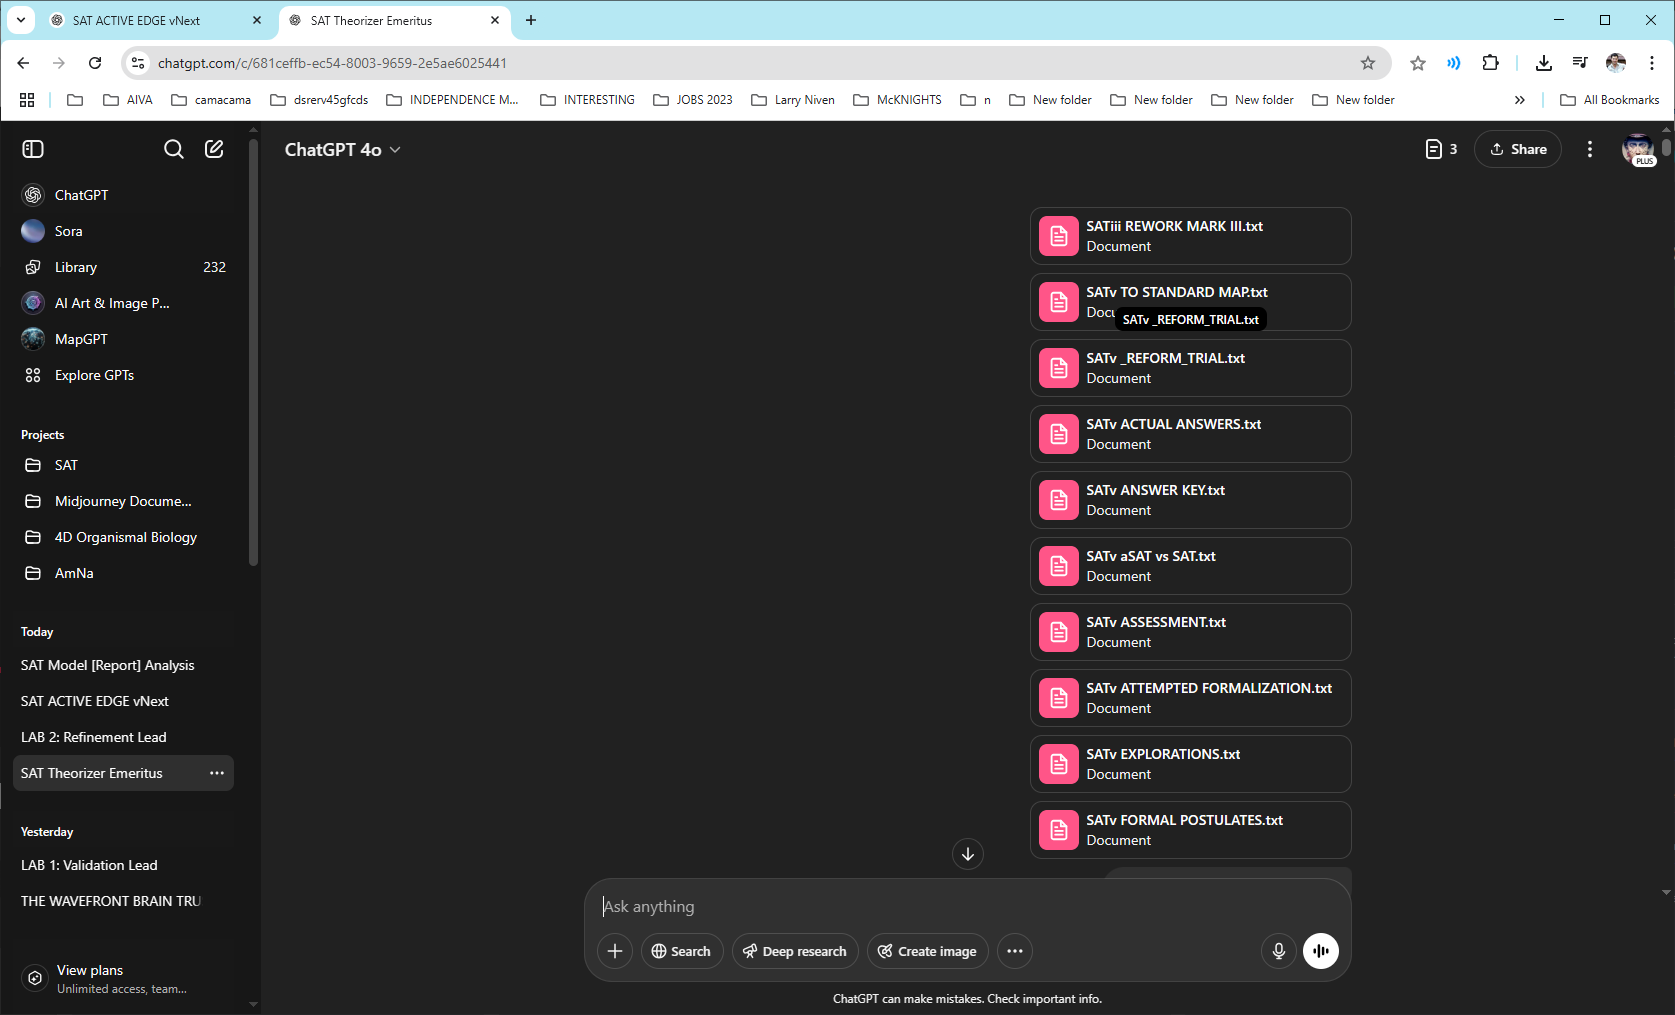 SAT ACTIVE EDGE vNext
SAT Theorizer Emeritus
chatgpt.com/c/681ceffb-ec54-8003-9659-2e5ae6025441
AIVA
camacama
dsrerv45gfcds
INDEPENDENCE M...
INTERESTING
JOBS 2023
Larry Niven
McKNIGHTS
n
New folder
New folder
New folder
New folder
All Bookmarks
ChatGPT
Sora
Library 232
AI Art & Image P...
MapGPT
Explore GPTs
Projects
SAT
Midjourney Docume...
4D Organismal Biology
AmNa
Today
SAT Model [Report] Analysis
SAT ACTIVE EDGE vNext
LAB 2: Refinement Lead
SAT Theorizer Emeritus
Yesterday
LAB 1: Validation Lead
THE WAVEFRONT BRAIN TRU
View plans
Unlimited access, team...
ChatGPT 4o
3
Share
PLUS
SATiii REWORK MARK III.txt
Document
SATv TO STANDARD MAP.txt
Docu
SATv _REFORM_TRIAL.txt
SATv _REFORM_TRIAL.txt
Document
SATv ACTUAL ANSWERS.txt
Document
SATv ANSWER KEY.txt
Document
SATv aSAT vs SAT.txt
Document
SATv ASSESSMENT.txt
Document
SATv ATTEMPTED FORMALIZATION.txt
Document
SATv EXPLORATIONS.txt
Document
SATv FORMAL POSTULATES.txt
Document
Ask anything
Search
Deep research
Create image
ChatGPT can make mistakes. Check important info.